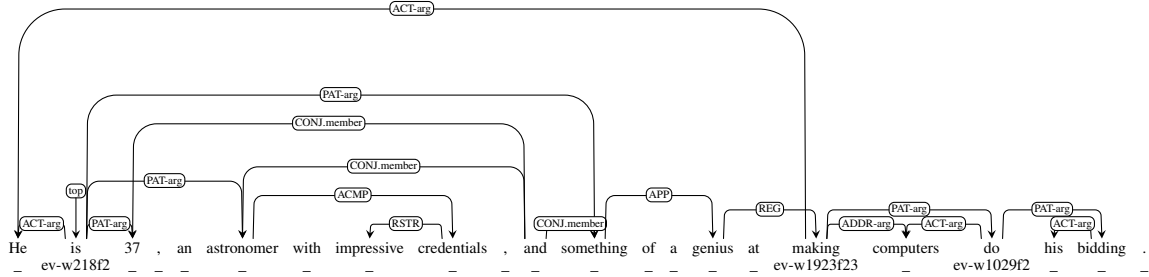 ACT-arg
PAT-arg
CONJ.member
CONJ.member
top PAT-arg ACMP APP
ACT-arg PAT-arg RSTR CONJ.member REG PAT-arg PAT-arg
ADDR-arg ACT-arg ACT-arg
He is 37 , an astronomer with impressive credentials , and something of a genius at making computers do his bidding .
_ ev-w218f2 _ _ _ _ _ _ _ _ _ _ _ _ _ _ ev-w1923f23 _ ev-w1029f2 _ _ _